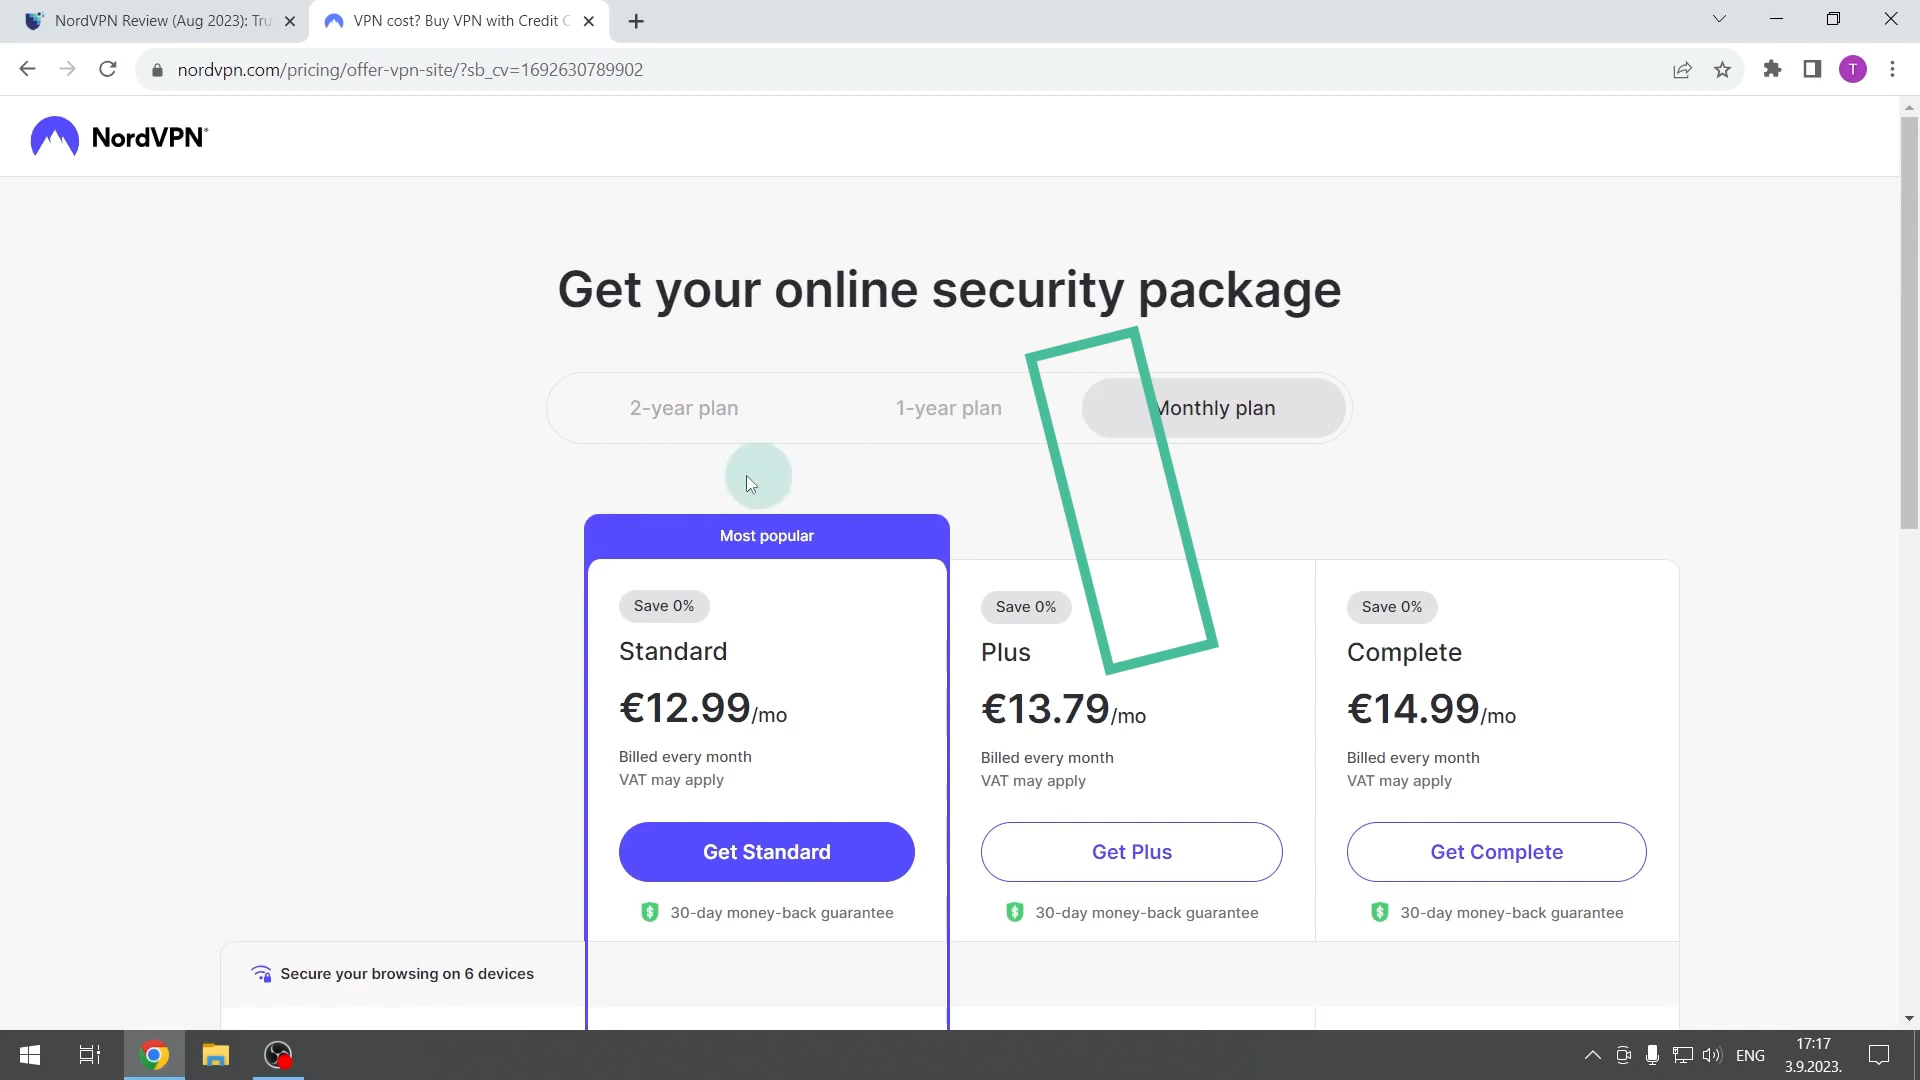 NordVPN Review (Aug 2023): Tru
VPN cost? Buy VPN with Credit C
nordvpn.com/pricing/offer-vpn-site/?sb_cv=1692630789902
T
NordVPN®
Get your online security package
2-year plan
1-year plan
Monthly plan
Most popular
Save 0%
Standard
€12.99/mo
Billed every month
VAT may apply
Get Standard
30-day money-back guarantee
Save 0%
Plus
€13.79/mo
Billed every month
VAT may apply
Get Plus
30-day money-back guarantee
Save 0%
Complete
€14.99/mo
Billed every month
VAT may apply
Get Complete
30-day money-back guarantee
Secure your browsing on 6 devices
ENG
17:17
3.9.2023.